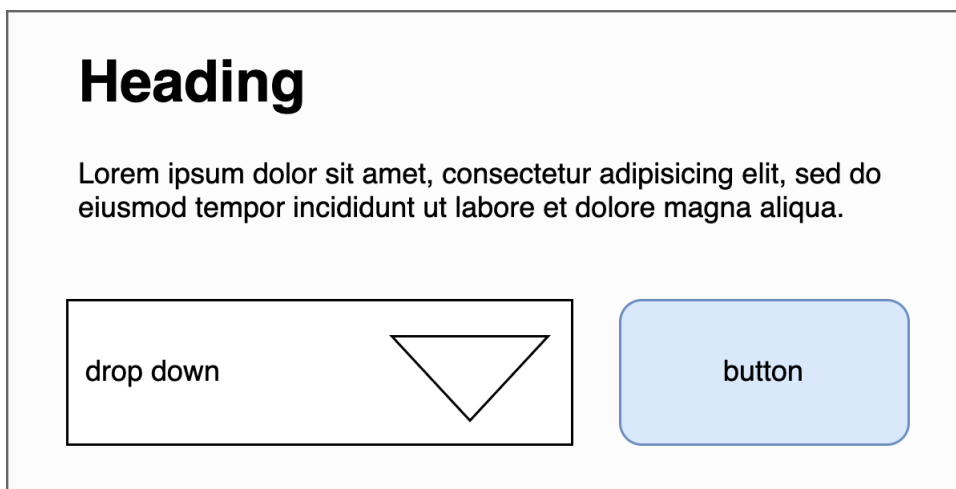 Heading
Lorem ipsum dolor sit amet, consectetur adipisicing elit, sed do
eiusmod tempor incididunt ut labore et dolore magna aliqua.
drop down
button